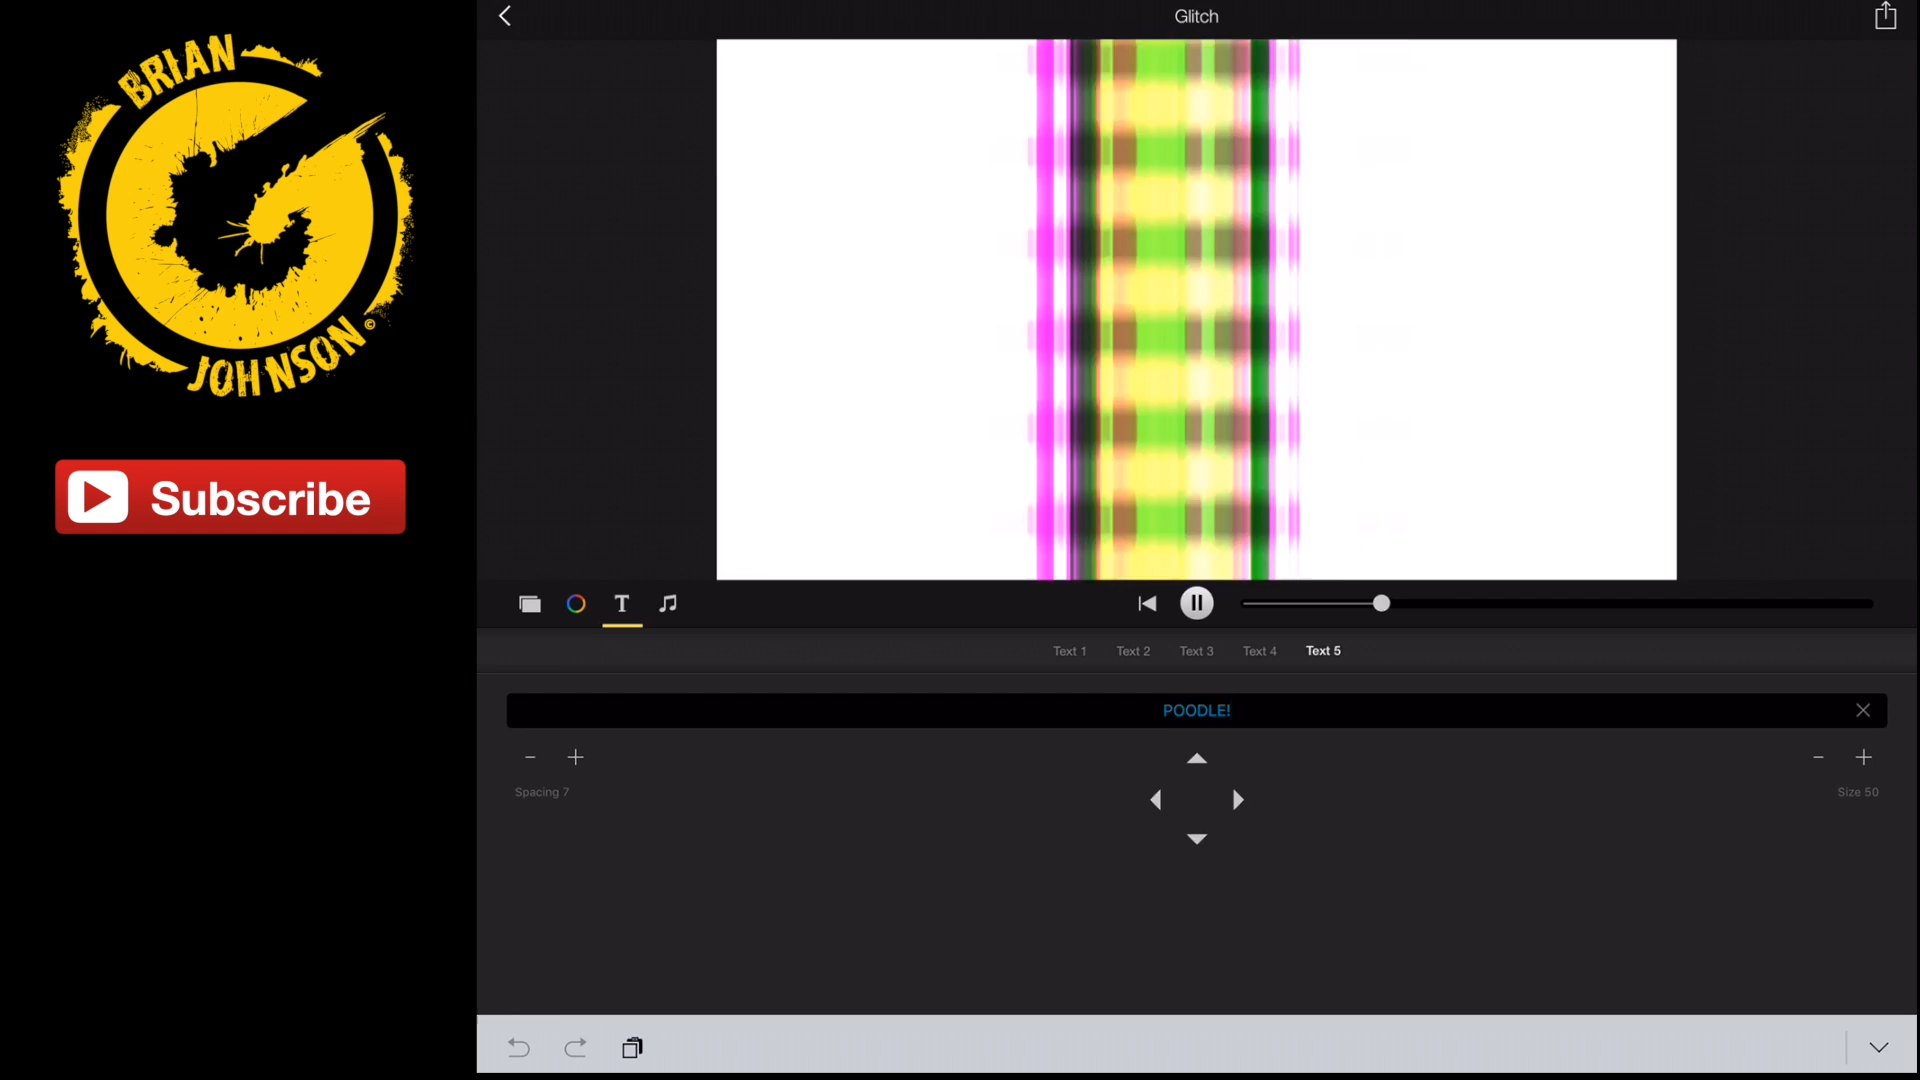 BRIAN
JOHNSON ©
Subscribe
Glitch
T
Text 1 Text 2 Text 3 Text 4 Text 5
POODLE!
Spacing 7
Size 50